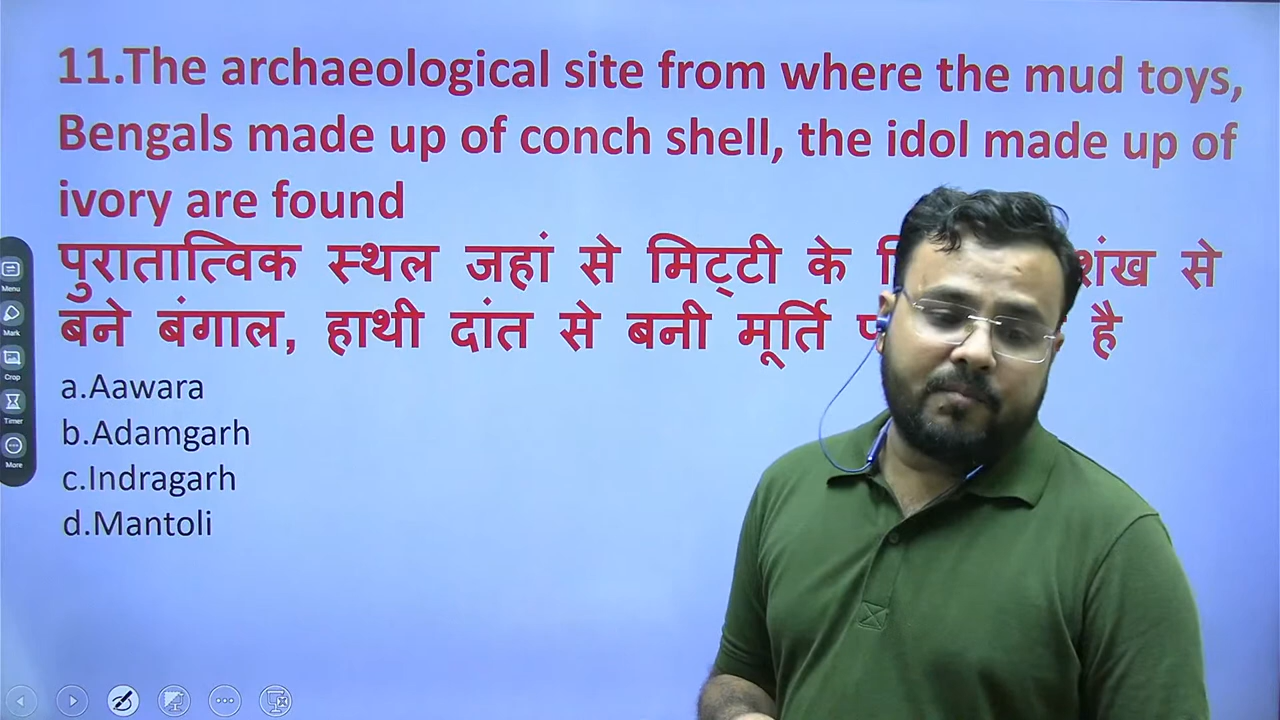 11.The archaeological site from where the mud toys,
Bengals made up of conch shell, the idol made up of
ivory are found
पुरातात्विक स्थल जहां से मिट्टी के शंख से
बने बंगाल, हाथी दांत से बनी मूर्ति है
a.Aawara
b.Adamgarh
c.Indragarh
d.Mantoli
Menu
Mark
Crop
Timer
More